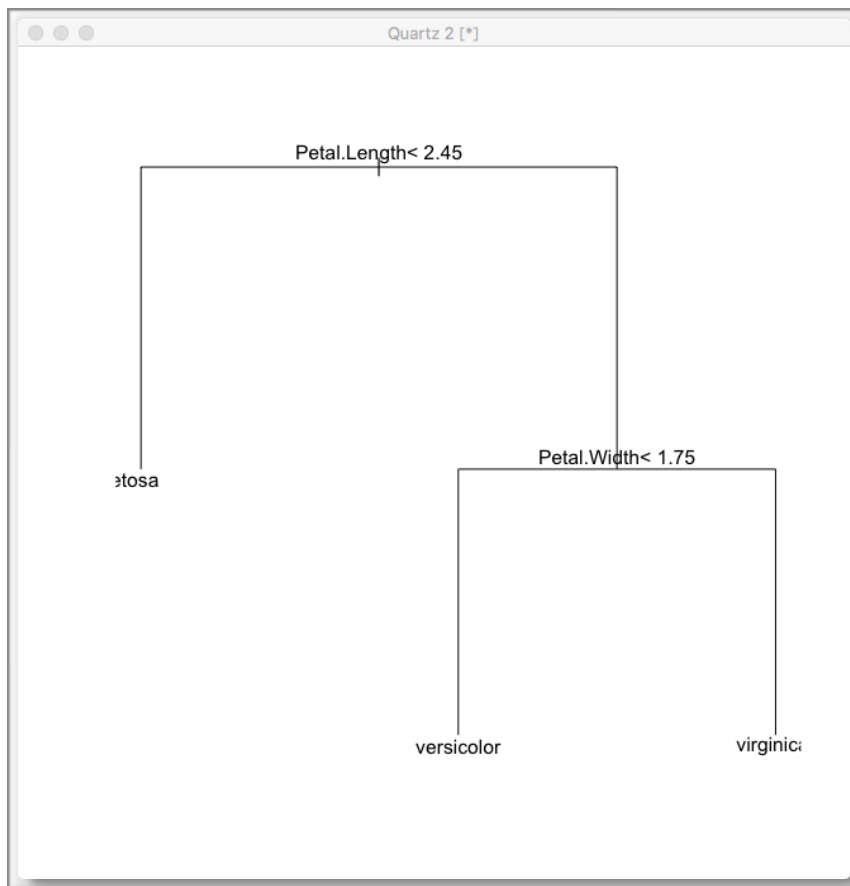 Quartz 2 [*]
Petal.Length< 2.45
Petal.Width< 1.75
etosa
versicolor
virginica